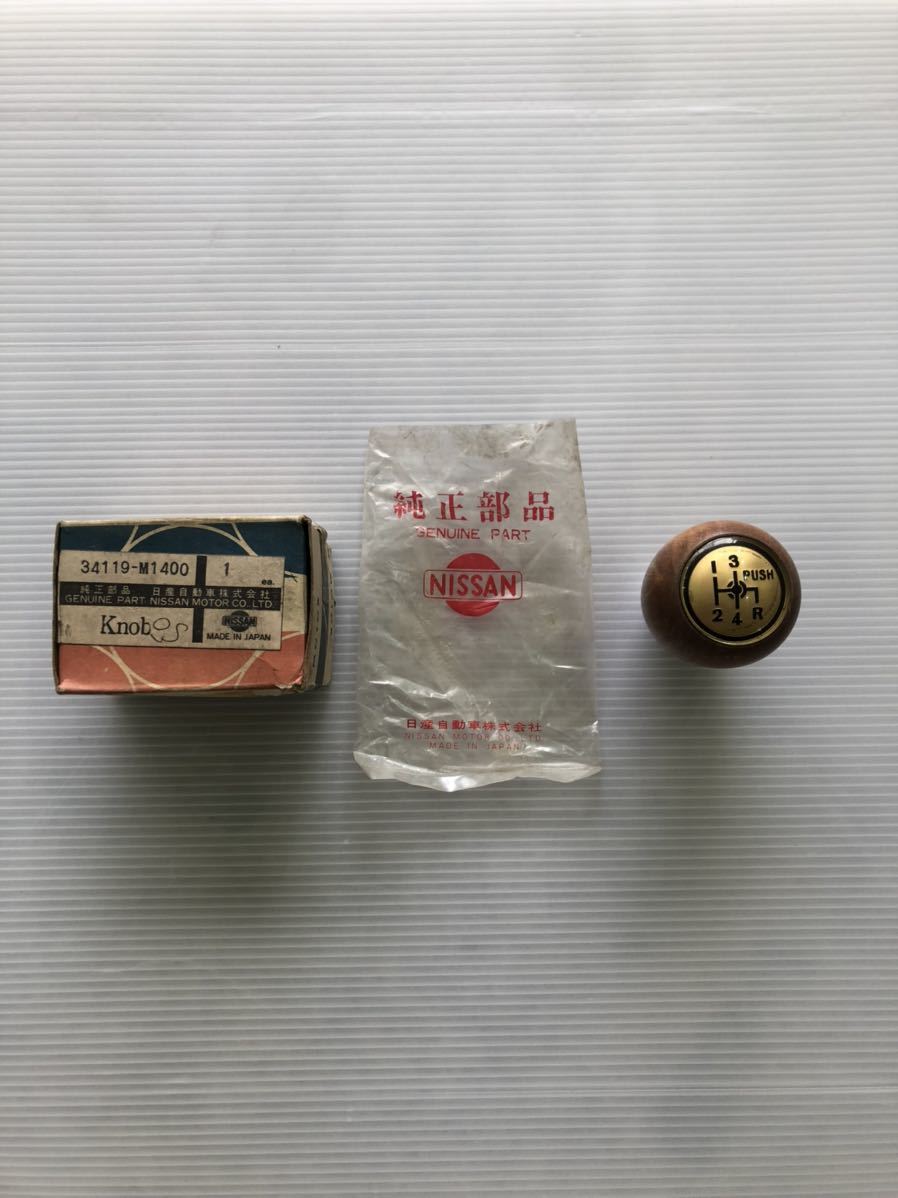 34119-M1400 1
ea.
純正部品 日産自動車株式会社
GENUINE PART NISSAN MOTOR CO., LTD.
Knob
NISSAN
MADE IN JAPAN
純正部品
GENUINE PART
NISSAN
日産自動車株式会社
NISSAN MOTOR CO., LTD.
MADE IN JAPAN
1 3 PUSH
2 4 R